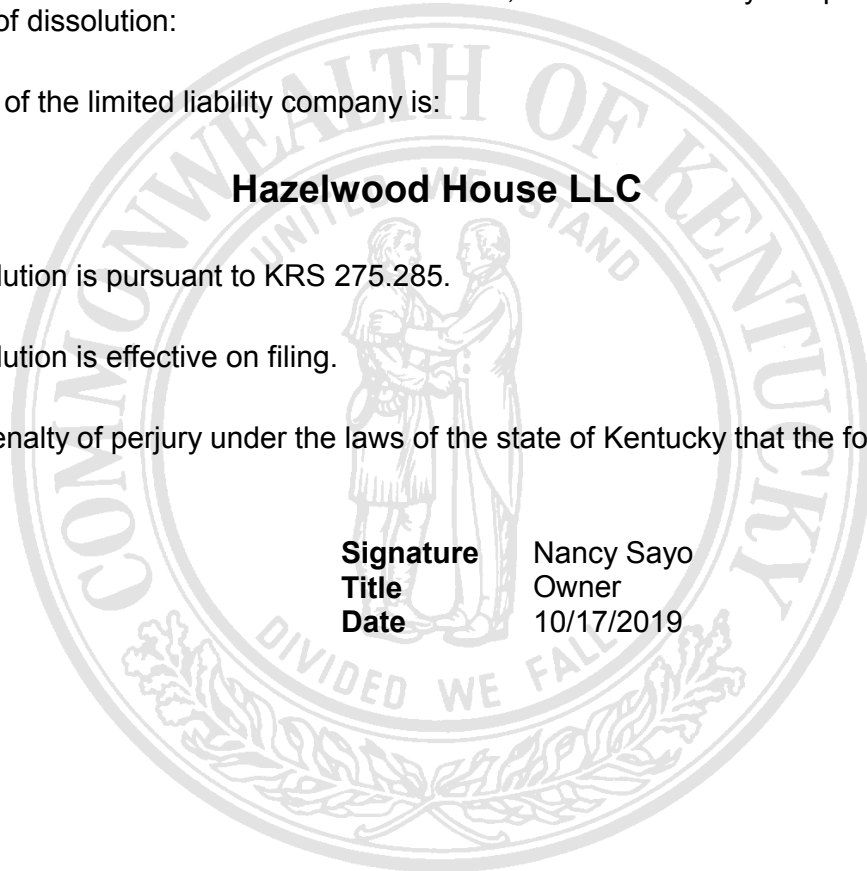 of dissolution:
of the limited liability company is:
Hazelwood House LLC
lution is pursuant to KRS 275.285.
lution is effective on filing.
enalty of perjury under the laws of the state of Kentucky that the fo
Signature Nancy Sayo
Title Owner
Date 10/17/2019
COMMONWEALTH OF KENTUCKY
UNITED WE STAND
DIVIDED WE FALL